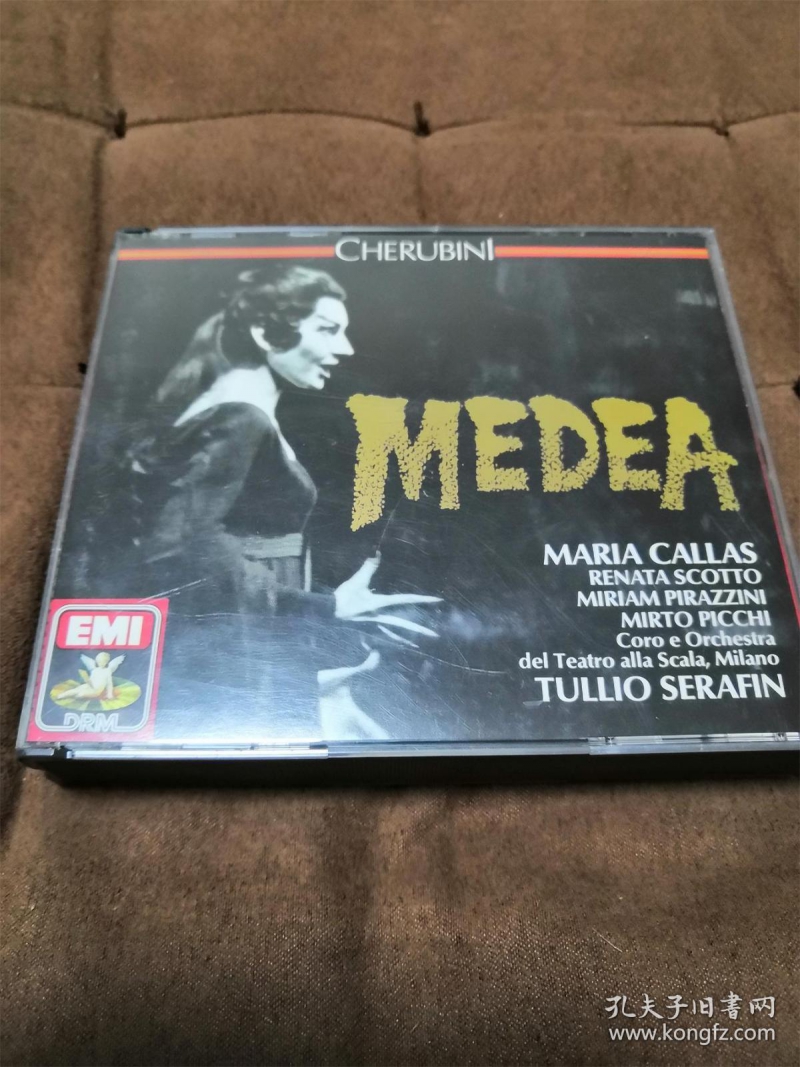 CHERUBINI
MEDEA
MARIA CALLAS
RENATA SCOTTO
MIRIAM PIRAZZINI
MIRTO PICCHI
Coro e Orchestra
del Teatro alla Scala, Milano
TULLIO SERAFIN
EMI
DRM
孔夫子旧书网
www.kongfz.com